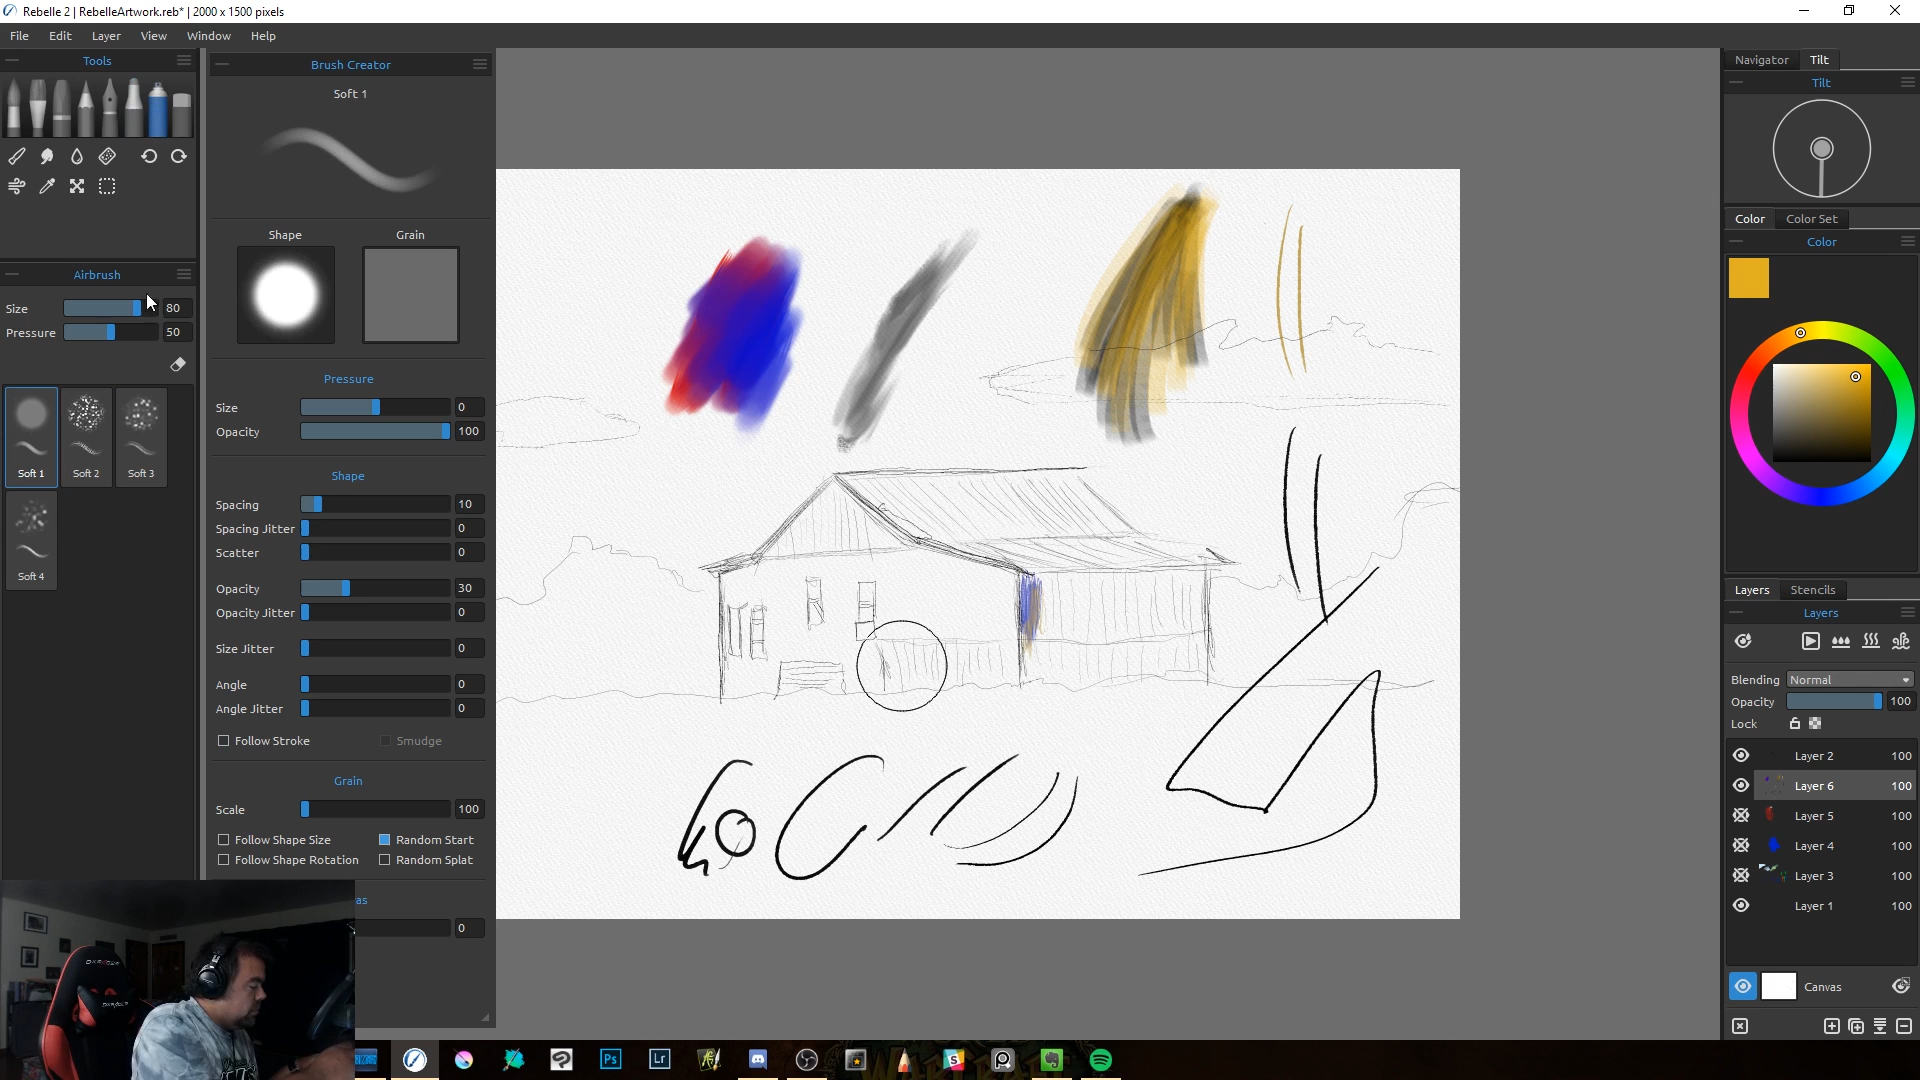 Rebelle 2 | RebelleArtwork.reb* | 2000 x 1500 pixels
File Edit Layer View Window Help
Tools
Airbrush
Size 80
Pressure 50
Soft 1 Soft 2 Soft 3
Soft 4
Brush Creator
Soft 1
Shape Grain
Pressure
Size 0
Opacity 100
Shape
Spacing 10
Spacing Jitter 0
Scatter 0
Opacity 30
Opacity Jitter 0
Size Jitter 0
Angle 0
Angle Jitter 0
Follow Stroke Smudge
Grain
Scale 100
Follow Shape Size Random Start
Follow Shape Rotation Random Splat
as
0
Navigator Tilt
Tilt
Color Color Set
Color
Layers Stencils
Layers
Blending Normal
Opacity 100
Lock
Layer 2 100
Layer 6 100
Layer 5 100
Layer 4 100
Layer 3 100
Layer 1 100
Canvas
Ps Lr